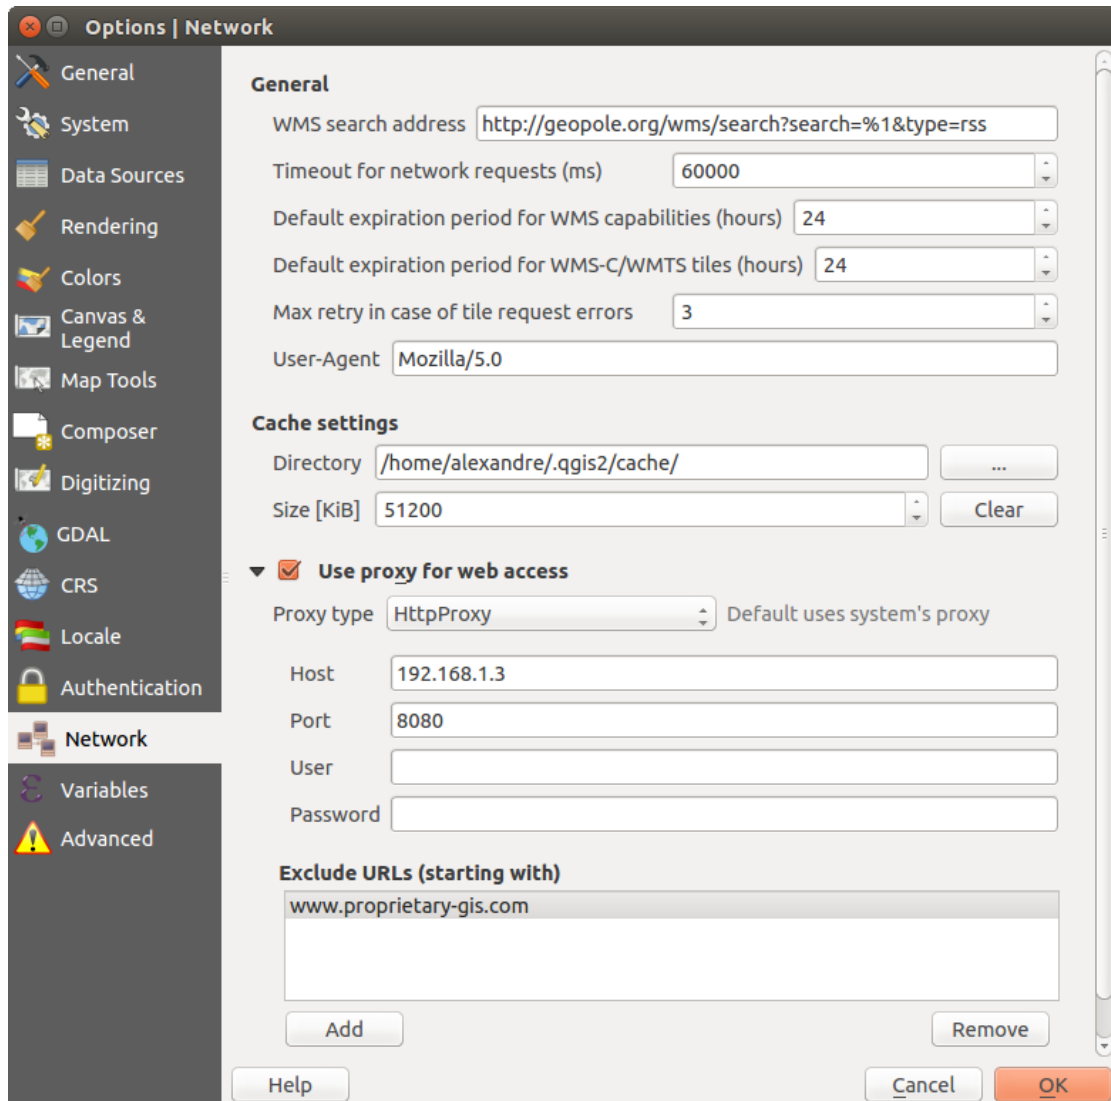 Options | Network
General
System
Data Sources
Rendering
Colors
Canvas &
Legend
Map Tools
Composer
Digitizing
GDAL
CRS
Locale
Authentication
Network
Variables
Advanced
General
WMS search address http://geopole.org/wms/search?search=%1&type=rss
Timeout for network requests (ms) 60000
Default expiration period for WMS capabilities (hours) 24
Default expiration period for WMS-C/WMTS tiles (hours) 24
Max retry in case of tile request errors 3
User-Agent Mozilla/5.0
Cache settings
Directory /home/alexandre/.qgis2/cache/ ...
Size [KiB] 51200 Clear
Use proxy for web access
Proxy type HttpProxy Default uses system's proxy
Host 192.168.1.3
Port 8080
User
Password
Exclude URLs (starting with)
www.proprietary-gis.com
Add Remove
Help Cancel OK